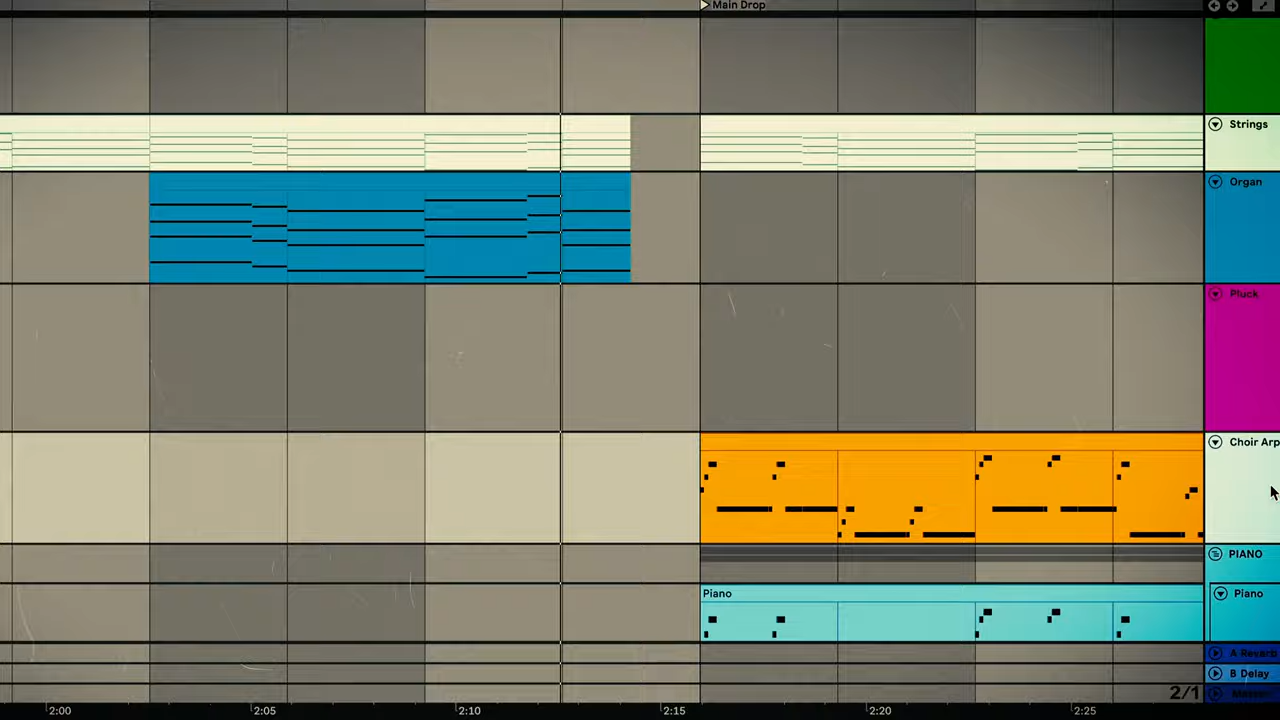 Main Drop
Strings
Organ
Pluck
Choir Arp
PIANO
Piano
Piano
A Reverb
B Delay
Master
2/1
2:00
2:05
2:10
2:15
2:20
2:25